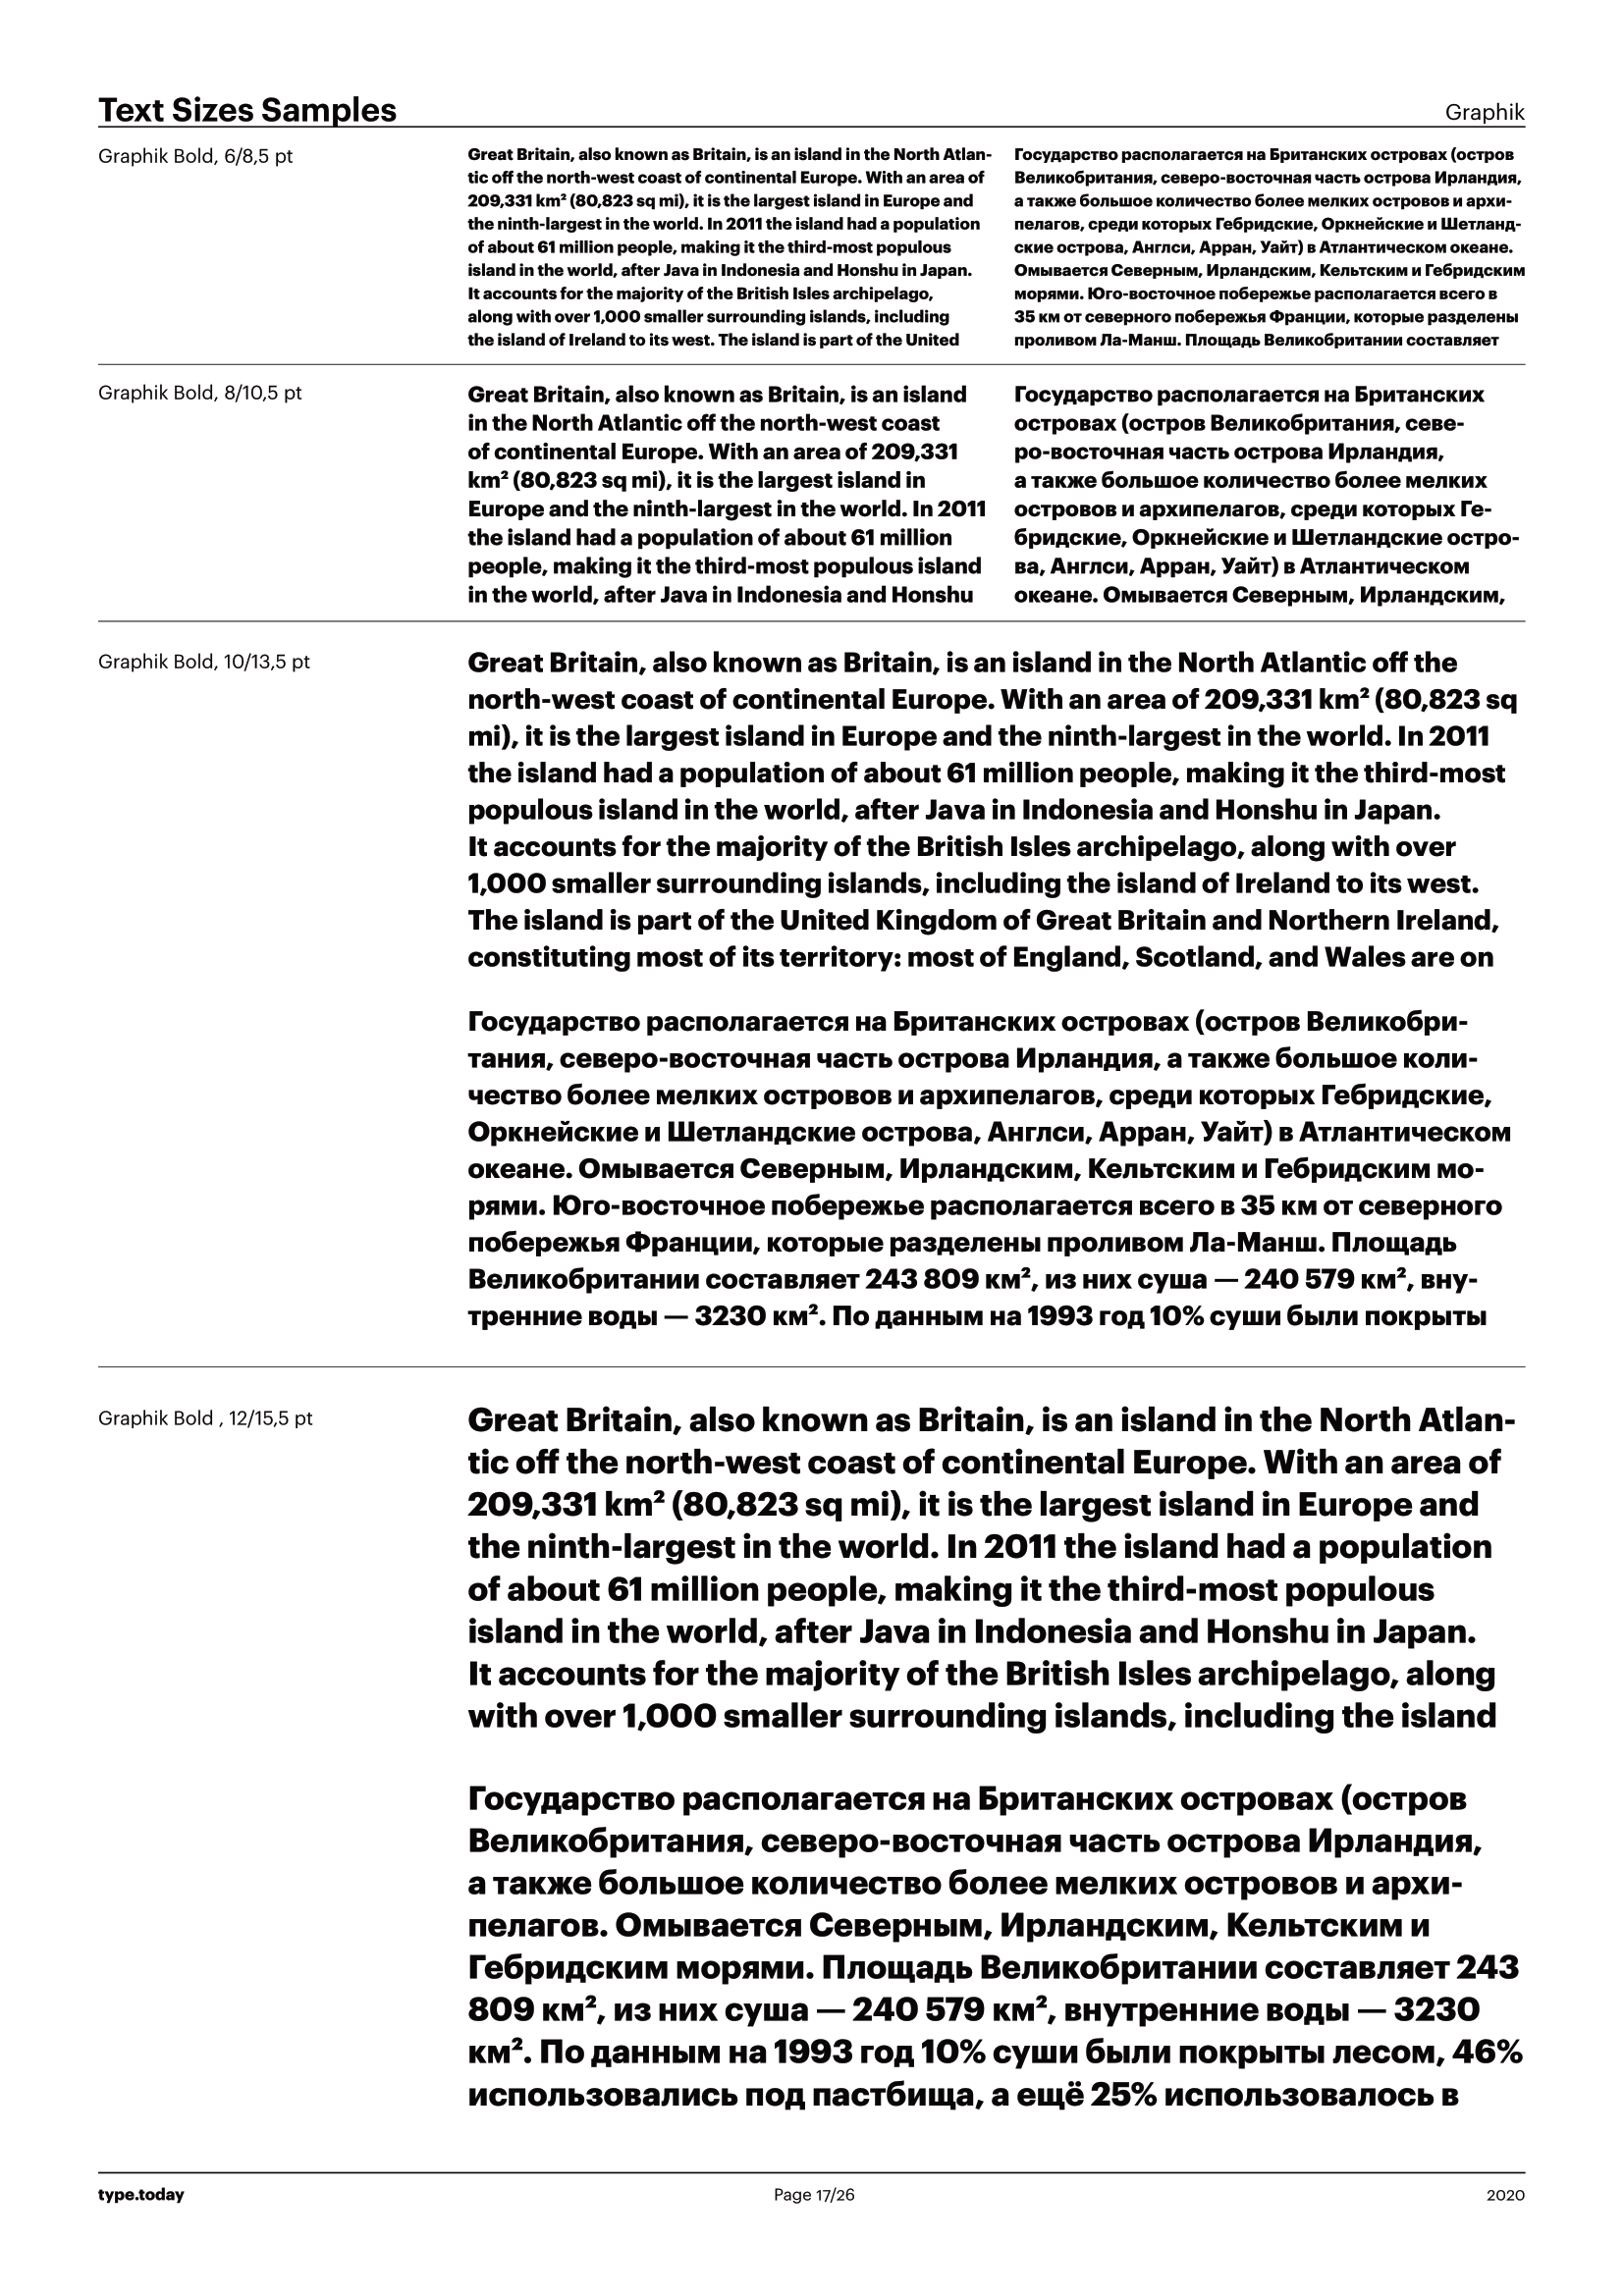 Text Sizes Samples
Graphik
Graphik Bold, 6/8,5 pt
Great Britain, also known as Britain, is an island in the North Atlan-
tic off the north-west coast of continental Europe. With an area of
209,331 km² (80,823 sq mi), it is the largest island in Europe and
the ninth-largest in the world. In 2011 the island had a population
of about 61 million people, making it the third-most populous
island in the world, after Java in Indonesia and Honshu in Japan.
It accounts for the majority of the British Isles archipelago,
along with over 1,000 smaller surrounding islands, including
the island of Ireland to its west. The island is part of the United
Государство располагается на Британских островах (остров
Великобритания, северо-восточная часть острова Ирландия,
а также большое количество более мелких островов и архи-
пелагов, среди которых Гебридские, Оркнейские и Шетланд-
ские острова, Англси, Арран, Уайт) в Атлантическом океане.
Омывается Северным, Ирландским, Кельтским и Гебридским
морями. Юго-восточное побережье располагается всего в
35 км от северного побережья Франции, которые разделены
проливом Ла-Манш. Площадь Великобритании составляет
Graphik Bold, 8/10,5 pt
Great Britain, also known as Britain, is an island
in the North Atlantic off the north-west coast
of continental Europe. With an area of 209,331
km² (80,823 sq mi), it is the largest island in
Europe and the ninth-largest in the world. In 2011
the island had a population of about 61 million
people, making it the third-most populous island
in the world, after Java in Indonesia and Honshu
Государство располагается на Британских
островах (остров Великобритания, севе-
ро-восточная часть острова Ирландия,
а также большое количество более мелких
островов и архипелагов, среди которых Ге-
бридские, Оркнейские и Шетландские остро-
ва, Англси, Арран, Уайт) в Атлантическом
океане. Омывается Северным, Ирландским,
Graphik Bold, 10/13,5 pt
Great Britain, also known as Britain, is an island in the North Atlantic off the
north-west coast of continental Europe. With an area of 209,331 km² (80,823 sq
mi), it is the largest island in Europe and the ninth-largest in the world. In 2011
the island had a population of about 61 million people, making it the third-most
populous island in the world, after Java in Indonesia and Honshu in Japan.
It accounts for the majority of the British Isles archipelago, along with over
1,000 smaller surrounding islands, including the island of Ireland to its west.
The island is part of the United Kingdom of Great Britain and Northern Ireland,
constituting most of its territory: most of England, Scotland, and Wales are on
Государство располагается на Британских островах (остров Великобри-
тания, северо-восточная часть острова Ирландия, а также большое коли-
чество более мелких островов и архипелагов, среди которых Гебридские,
Оркнейские и Шетландские острова, Англси, Арран, Уайт) в Атлантическом
океане. Омывается Северным, Ирландским, Кельтским и Гебридским мо-
рями. Юго-восточное побережье располагается всего в 35 км от северного
побережья Франции, которые разделены проливом Ла-Манш. Площадь
Великобритании составляет 243 809 км², из них суша — 240 579 км², вну-
тренние воды — 3230 км². По данным на 1993 год 10% суши были покрыты
Graphik Bold , 12/15,5 pt
Great Britain, also known as Britain, is an island in the North Atlan-
tic off the north-west coast of continental Europe. With an area of
209,331 km² (80,823 sq mi), it is the largest island in Europe and
the ninth-largest in the world. In 2011 the island had a population
of about 61 million people, making it the third-most populous
island in the world, after Java in Indonesia and Honshu in Japan.
It accounts for the majority of the British Isles archipelago, along
with over 1,000 smaller surrounding islands, including the island
Государство располагается на Британских островах (остров
Великобритания, северо-восточная часть острова Ирландия,
а также большое количество более мелких островов и архи-
пелагов. Омывается Северным, Ирландским, Кельтским и
Гебридским морями. Площадь Великобритании составляет 243
809 км², из них суша — 240 579 км², внутренние воды — 3230
км². По данным на 1993 год 10% суши были покрыты лесом, 46%
использовались под пастбища, а ещё 25% использовалось в
type.today
Page 17/26
2020